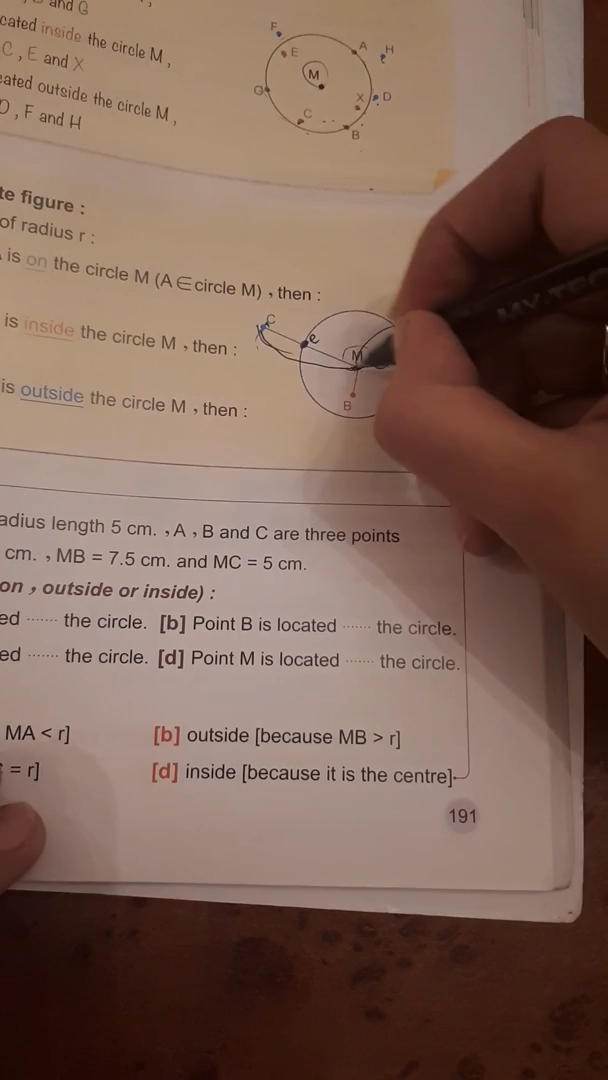 and G
cated inside the circle M ,
C , E and X
cated outside the circle M ,
D , F and H
F
E
A
H
M
G
X
D
C
B
te figure :
of radius r :
is on the circle M (A ∈ circle M) , then :
is inside the circle M , then :
is outside the circle M , then :
C
e
M
B
MY-TEC
adius length 5 cm. , A , B and C are three points
cm. , MB = 7.5 cm. and MC = 5 cm.
on , outside or inside) :
ed ······· the circle. [b] Point B is located ······· the circle.
ed ······· the circle. [d] Point M is located ······· the circle.
MA < r] [b] outside [because MB > r]
= r] [d] inside [because it is the centre]
191